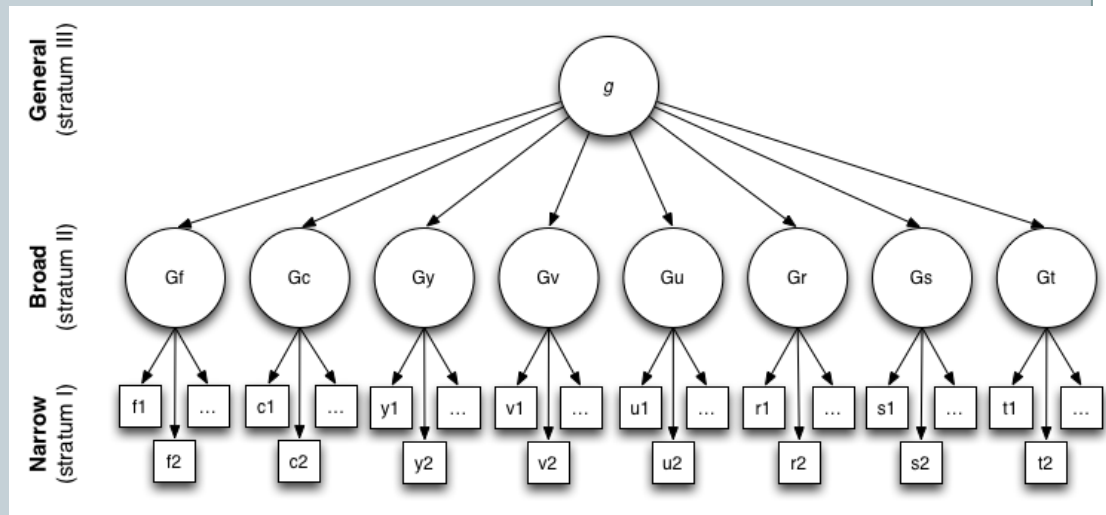 General
(stratum III)
g
Broad
(stratum II)
Gf Gc Gy Gv Gu Gr Gs Gt
Narrow
(stratum I)
f1 ... c1 ... y1 ... v1 ... u1 ... r1 ... s1 ... t1 ...
f2 c2 y2 v2 u2 r2 s2 t2